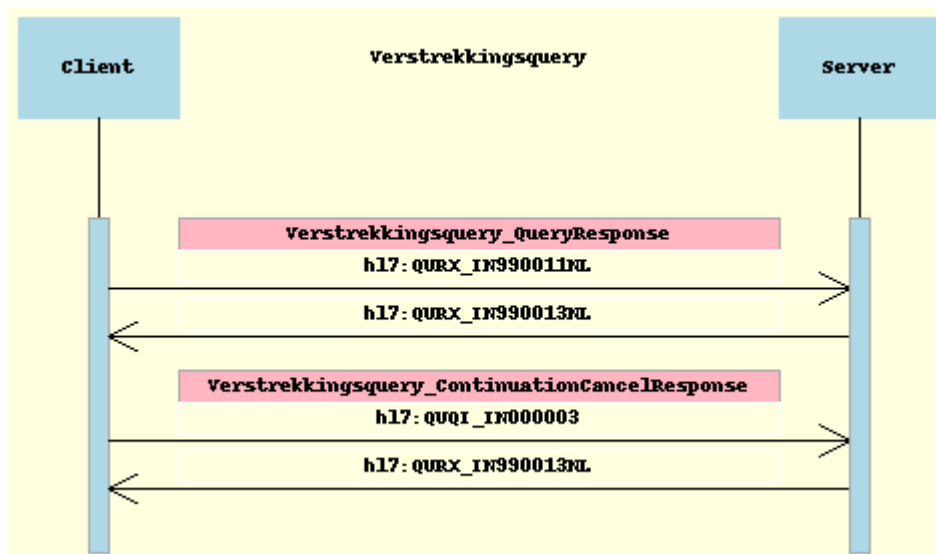 Client
Verstrekkingsquery
Server
Verstrekkingsquery_QueryResponse
hl7:QURX_IN990011NL
hl7:QURX_IN990013NL
Verstrekkingsquery_ContinuationCancelResponse
hl7:QUQI_IN000003
hl7:QURX_IN990013NL